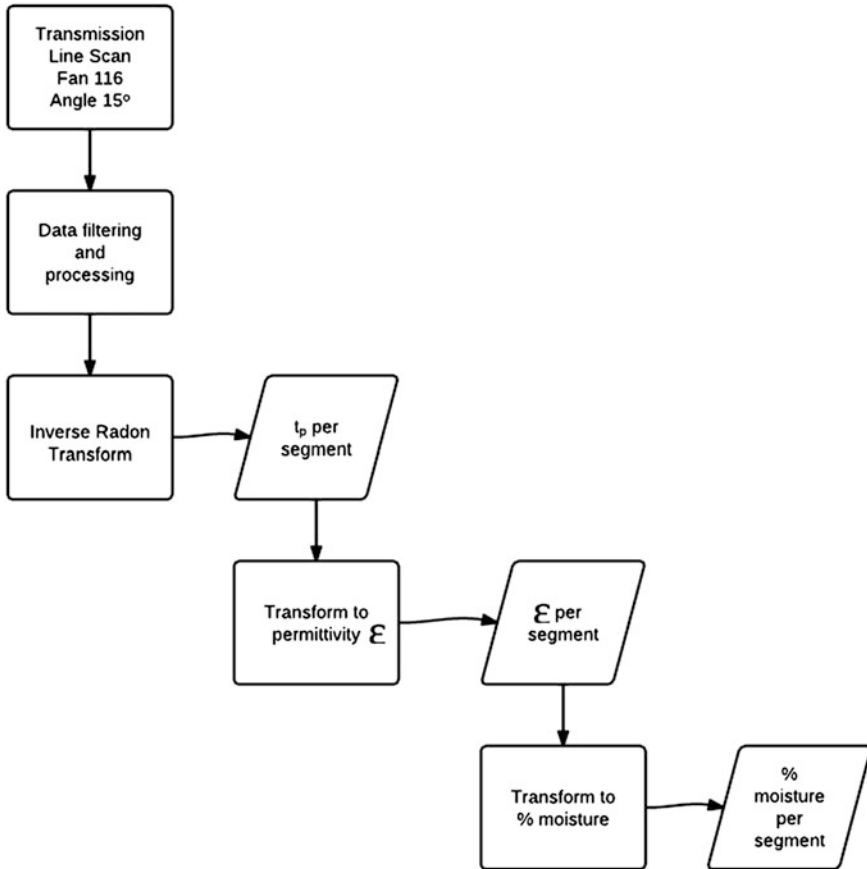 Transmission
Line Scan
Fan 116
Angle 15°
Data filtering
and
processing
Inverse Radon
Transform
tₚ per
segment
Transform to
permittivity ε
ε per
segment
Transform to
% moisture
%
moisture
per
segment